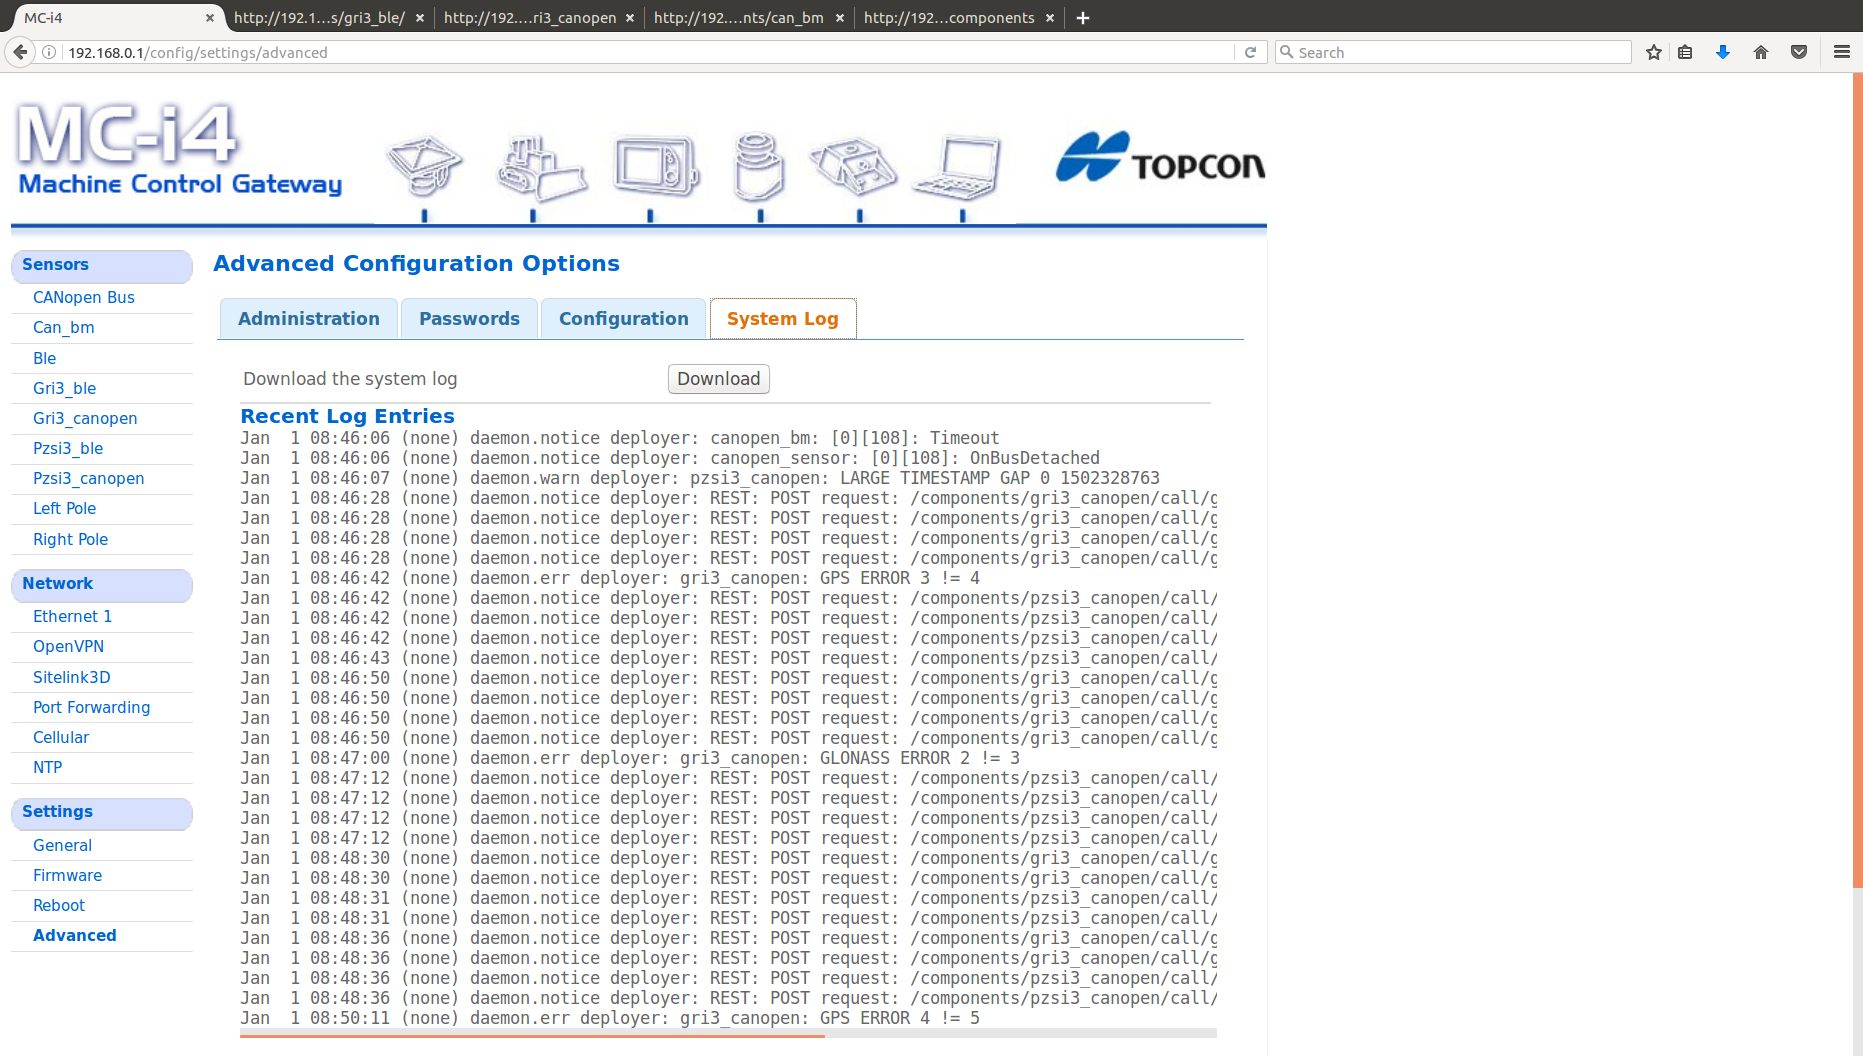 MC-i4
http://192.1...s/gri3_ble/
http://192....ri3_canopen
http://192....nts/can_bm
http://192...components
192.168.0.1/config/settings/advanced
Search
MC-i4
Machine Control Gateway
TOPCON
Sensors
CANopen Bus
Can_bm
Ble
Gri3_ble
Gri3_canopen
Pzsi3_ble
Pzsi3_canopen
Left Pole
Right Pole
Network
Ethernet 1
OpenVPN
Sitelink3D
Port Forwarding
Cellular
NTP
Settings
General
Firmware
Reboot
Advanced
Advanced Configuration Options
Administration
Passwords
Configuration
System Log
Download the system log
Download
Recent Log Entries
Jan  1 08:46:06 (none) daemon.notice deployer: canopen_bm: [0][108]: Timeout
Jan  1 08:46:06 (none) daemon.notice deployer: canopen_sensor: [0][108]: OnBusDetached
Jan  1 08:46:07 (none) daemon.warn deployer: pzsi3_canopen: LARGE TIMESTAMP GAP 0 1502328763
Jan  1 08:46:28 (none) daemon.notice deployer: REST: POST request: /components/gri3_canopen/call/g
Jan  1 08:46:28 (none) daemon.notice deployer: REST: POST request: /components/gri3_canopen/call/g
Jan  1 08:46:28 (none) daemon.notice deployer: REST: POST request: /components/gri3_canopen/call/g
Jan  1 08:46:28 (none) daemon.notice deployer: REST: POST request: /components/gri3_canopen/call/g
Jan  1 08:46:42 (none) daemon.err deployer: gri3_canopen: GPS ERROR 3 != 4
Jan  1 08:46:42 (none) daemon.notice deployer: REST: POST request: /components/pzsi3_canopen/call/
Jan  1 08:46:42 (none) daemon.notice deployer: REST: POST request: /components/pzsi3_canopen/call/
Jan  1 08:46:42 (none) daemon.notice deployer: REST: POST request: /components/pzsi3_canopen/call/
Jan  1 08:46:43 (none) daemon.notice deployer: REST: POST request: /components/pzsi3_canopen/call/
Jan  1 08:46:50 (none) daemon.notice deployer: REST: POST request: /components/gri3_canopen/call/g
Jan  1 08:46:50 (none) daemon.notice deployer: REST: POST request: /components/gri3_canopen/call/g
Jan  1 08:46:50 (none) daemon.notice deployer: REST: POST request: /components/gri3_canopen/call/g
Jan  1 08:46:50 (none) daemon.notice deployer: REST: POST request: /components/gri3_canopen/call/g
Jan  1 08:47:00 (none) daemon.err deployer: gri3_canopen: GLONASS ERROR 2 != 3
Jan  1 08:47:12 (none) daemon.notice deployer: REST: POST request: /components/pzsi3_canopen/call/
Jan  1 08:47:12 (none) daemon.notice deployer: REST: POST request: /components/pzsi3_canopen/call/
Jan  1 08:47:12 (none) daemon.notice deployer: REST: POST request: /components/pzsi3_canopen/call/
Jan  1 08:47:12 (none) daemon.notice deployer: REST: POST request: /components/pzsi3_canopen/call/
Jan  1 08:48:30 (none) daemon.notice deployer: REST: POST request: /components/gri3_canopen/call/g
Jan  1 08:48:30 (none) daemon.notice deployer: REST: POST request: /components/gri3_canopen/call/g
Jan  1 08:48:31 (none) daemon.notice deployer: REST: POST request: /components/pzsi3_canopen/call/
Jan  1 08:48:31 (none) daemon.notice deployer: REST: POST request: /components/pzsi3_canopen/call/
Jan  1 08:48:36 (none) daemon.notice deployer: REST: POST request: /components/gri3_canopen/call/g
Jan  1 08:48:36 (none) daemon.notice deployer: REST: POST request: /components/gri3_canopen/call/g
Jan  1 08:48:36 (none) daemon.notice deployer: REST: POST request: /components/pzsi3_canopen/call/
Jan  1 08:48:36 (none) daemon.notice deployer: REST: POST request: /components/pzsi3_canopen/call/
Jan  1 08:50:11 (none) daemon.err deployer: gri3_canopen: GPS ERROR 4 != 5